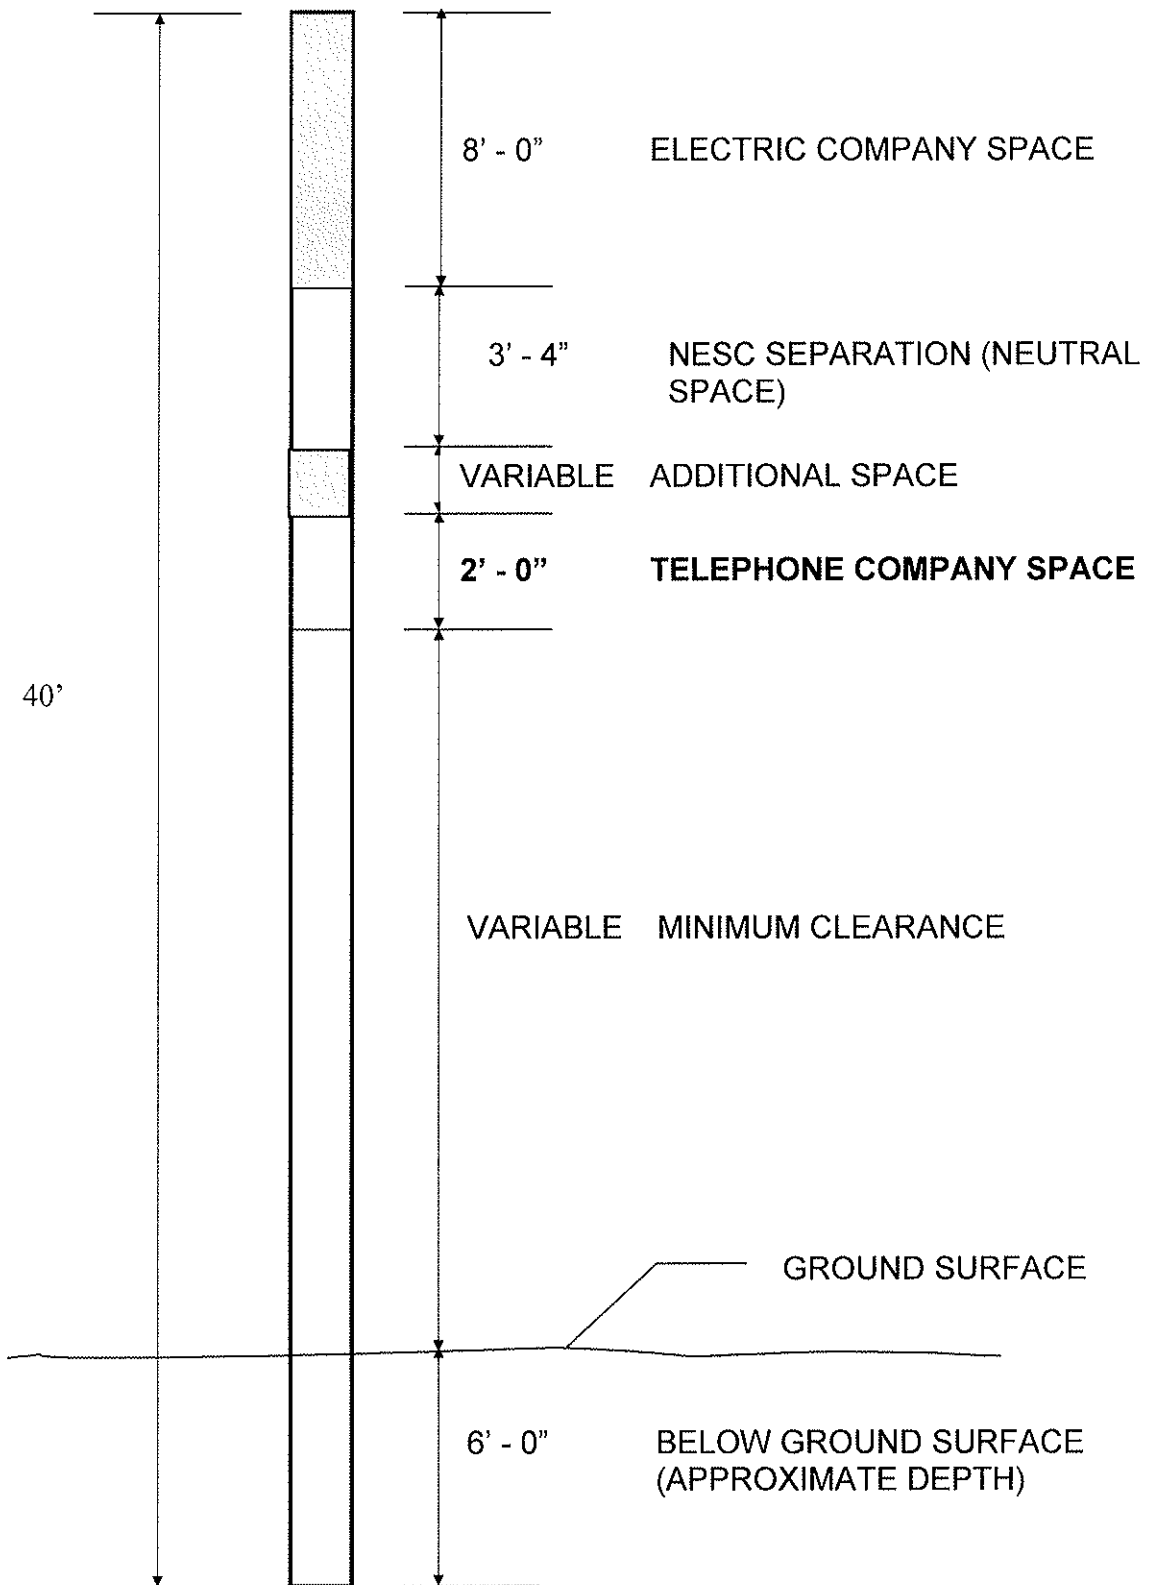 8' - 0" ELECTRIC COMPANY SPACE
3' - 4" NESC SEPARATION (NEUTRAL
SPACE)
VARIABLE ADDITIONAL SPACE
2' - 0" TELEPHONE COMPANY SPACE
40'
VARIABLE MINIMUM CLEARANCE
GROUND SURFACE
6' - 0" BELOW GROUND SURFACE
(APPROXIMATE DEPTH)